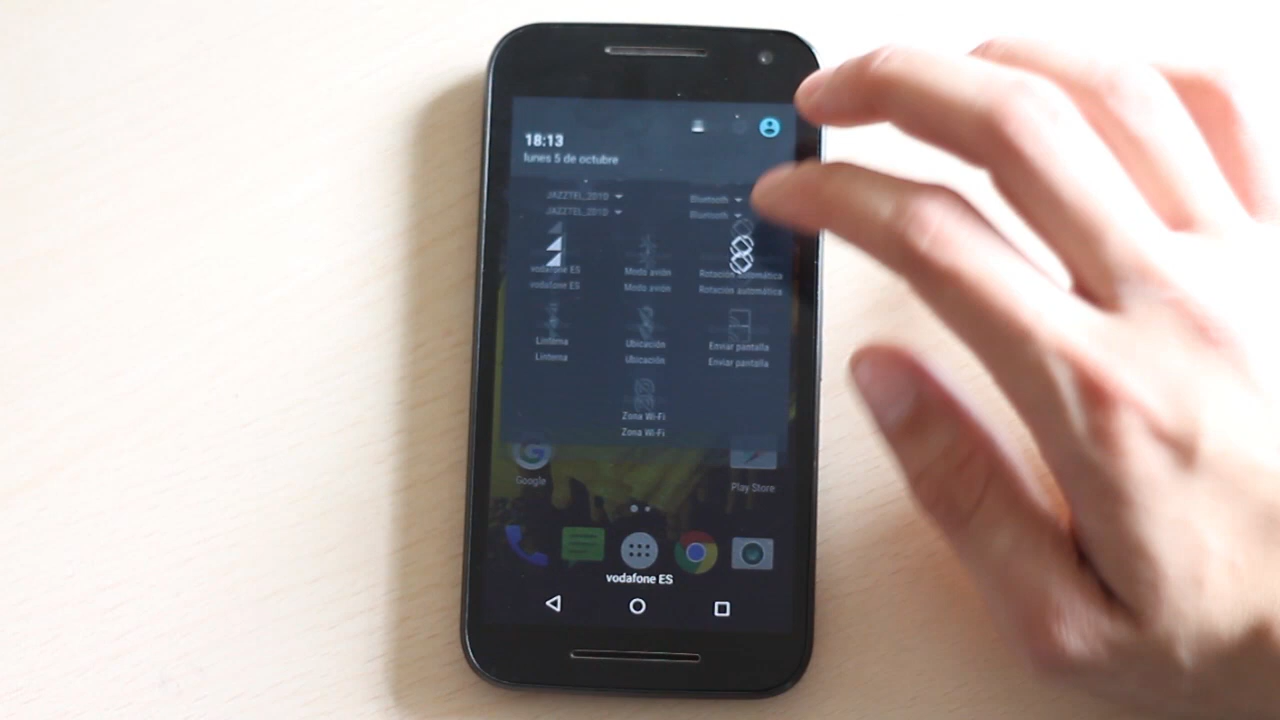 18:13
lunes 5 de octubre
JAZZTEL_201D
Bluetooth
JAZZTEL_201D
Bluetooth
vodafone ES
Modo avión
Rotación automática
vodafone ES
Modo avión
Rotación automática
Linterna
Ubicación
Enviar pantalla
Linterna
Ubicación
Enviar pantalla
Zona Wi-Fi
Zona Wi-Fi
Google
Play Store
vodafone ES